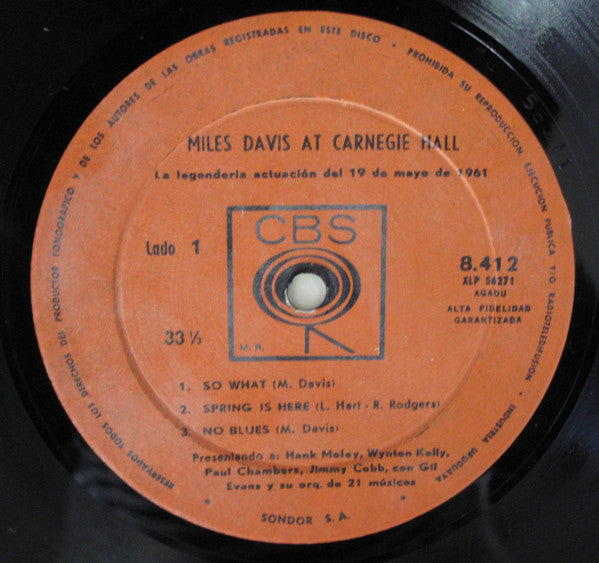 RESERVADOS TODOS LOS DERECHOS DEL PRODUCTOR FONOGRAFICO Y DE LOS AUTORES DE LAS OBRAS REGISTRADAS EN ESTE DISCO • PROHIBIDA SU REPRODUCCION EJECUCION PUBLICA Y/O RADIOTELEDIFUSION • INDUSTRIA URUGUAYA
MILES DAVIS AT CARNEGIE HALL
La legenderia actuación del 19 de mayo de 1961
CBS
Lado 1
8.412
XLP 56271
AGADU
ALTA FIDELIDAD
GARANTIZADA
33⅓
M.R.
1. SO WHAT (M. Davis)
2. SPRING IS HERE (L. Hart - R. Rodgers)
3. NO BLUES (M. Davis)
Presentando a: Hank Moley, Wynton Kelly,
Paul Chambers, Jimmy Cobb, con Gil
Evans y su orq. de 21 músicos
SONDOR S.A.